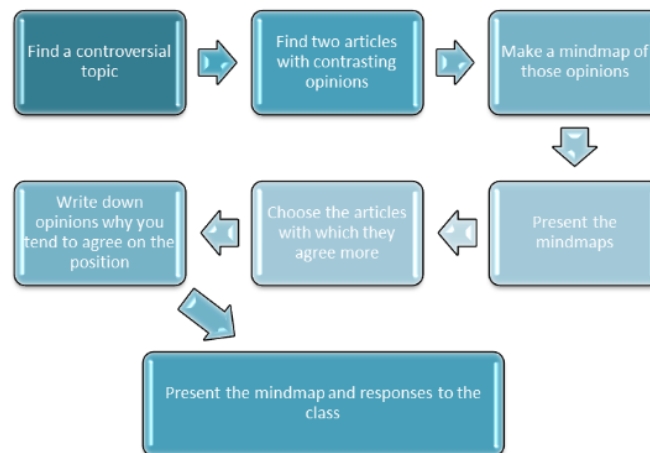 Find a controversial
topic
Find two articles
with contrasting
opinions
Make a mindmap of
those opinions
Present the
mindmaps
Choose the articles
with which they
agree more
Write down
opinions why you
tend to agree on the
position
Present the mindmap and responses to the
class